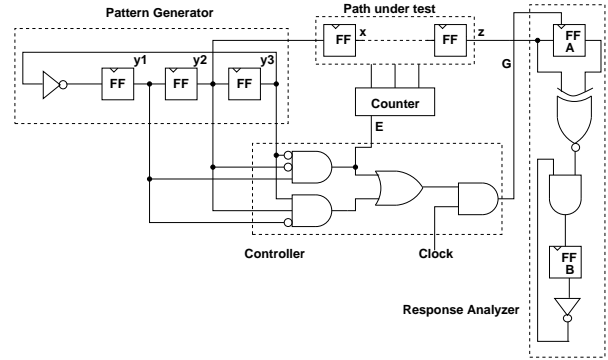 Pattern Generator
Path under test
y1
y2
y3
FF
FF
FF
FF
x
FF
z
G
FF
A
Counter
E
Controller
Clock
FF
B
Response Analyzer